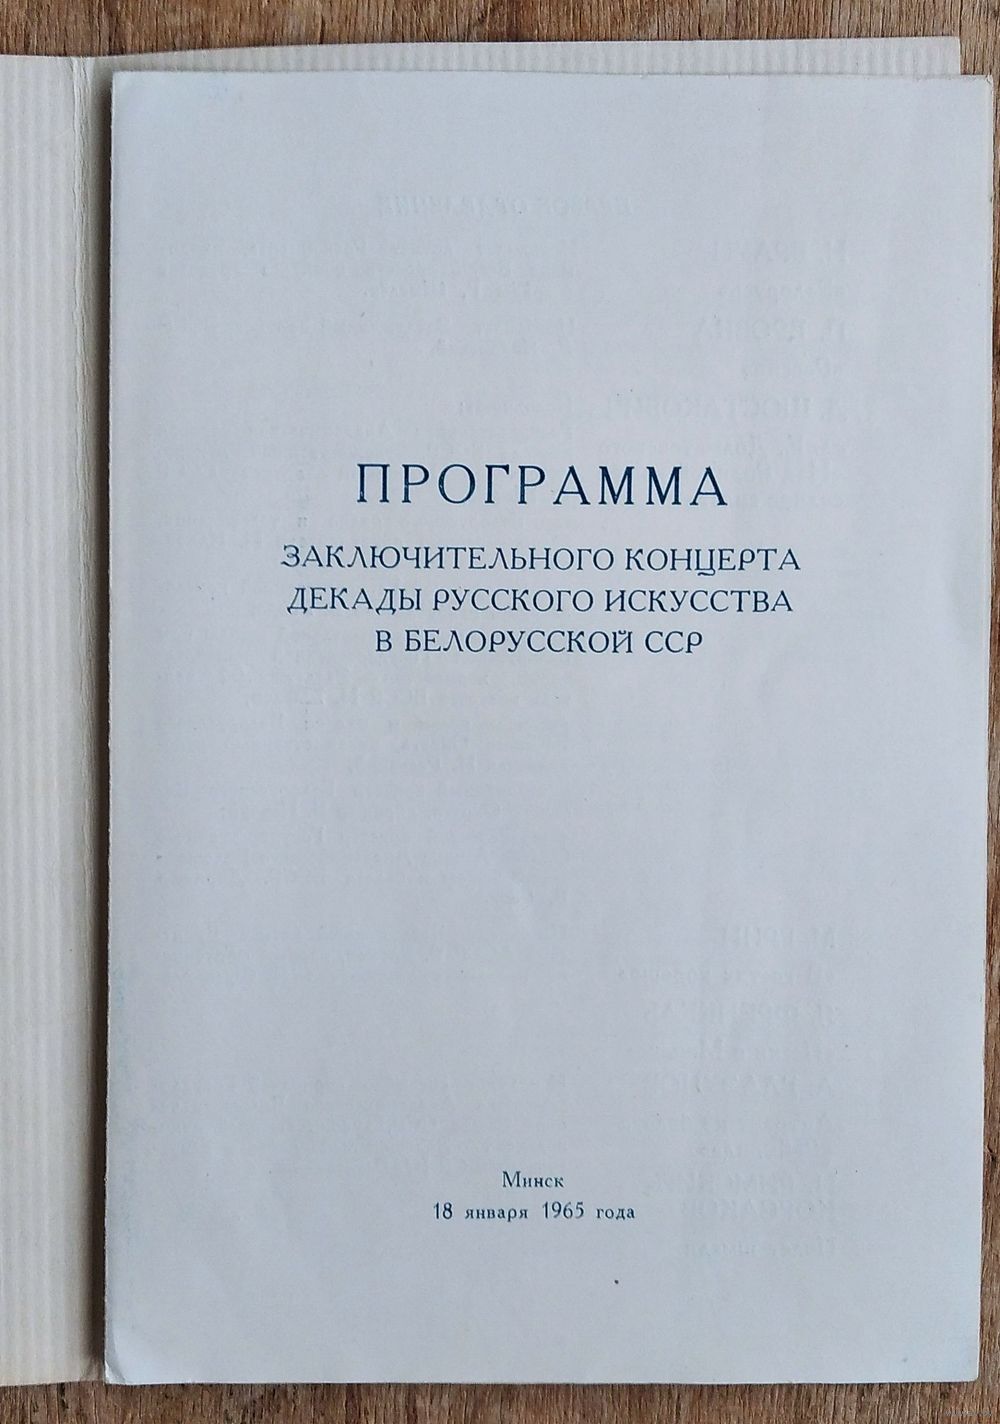 ПРОГРАММА
ЗАКЛЮЧИТЕЛЬНОГО КОНЦЕРТА
ДЕКАДЫ РУССКОГО ИСКУССТВА
В БЕЛОРУССКОЙ ССР
Минск
18 января 1965 года